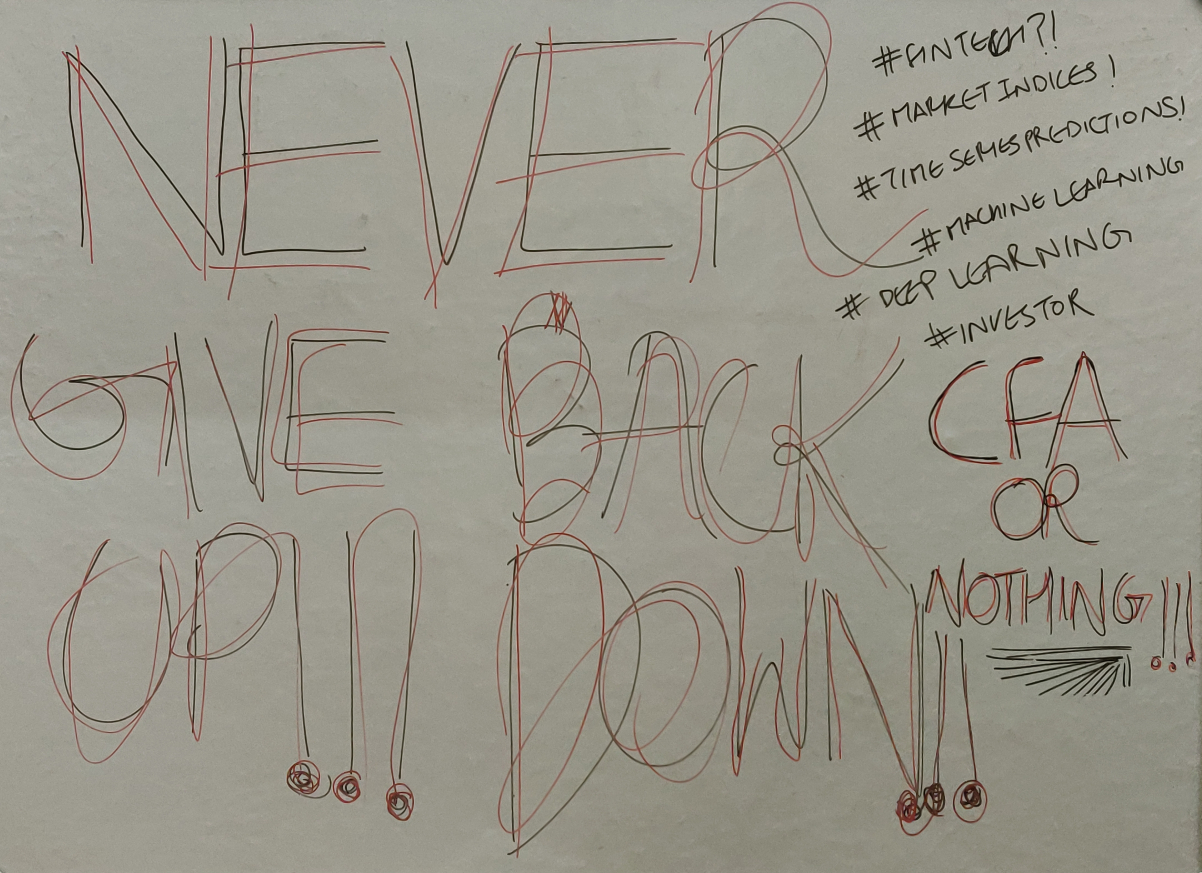 NEVER
GIVE BACK
UP!!! DOWN!!!
#FINTECH?!
#MARKET INDICES!
#TIME SERIES PREDICTIONS!
#MACHINE LEARNING
# DEEP LEARNING
#INVESTOR
CFA
OR
NOTHING!!!